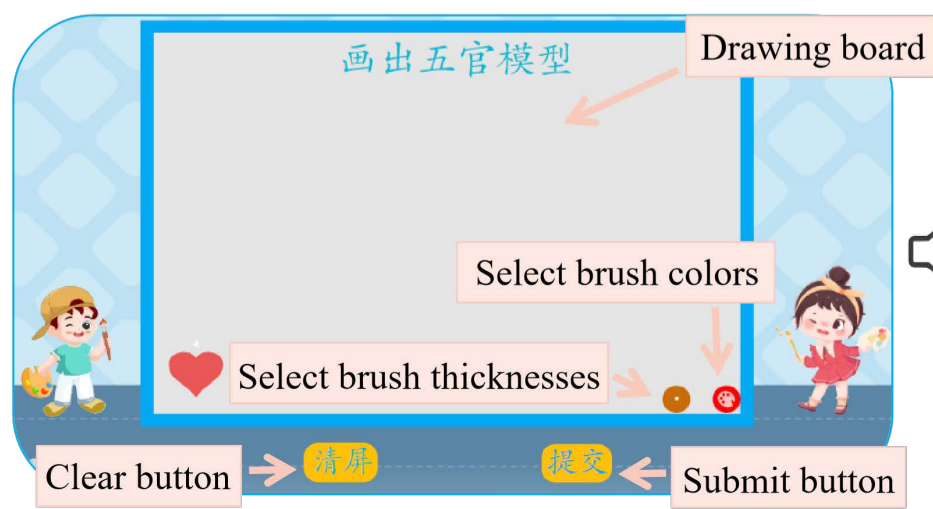 画出五官模型
Drawing board
Select brush colors
Select brush thicknesses
清屏
提交
Clear button
Submit button